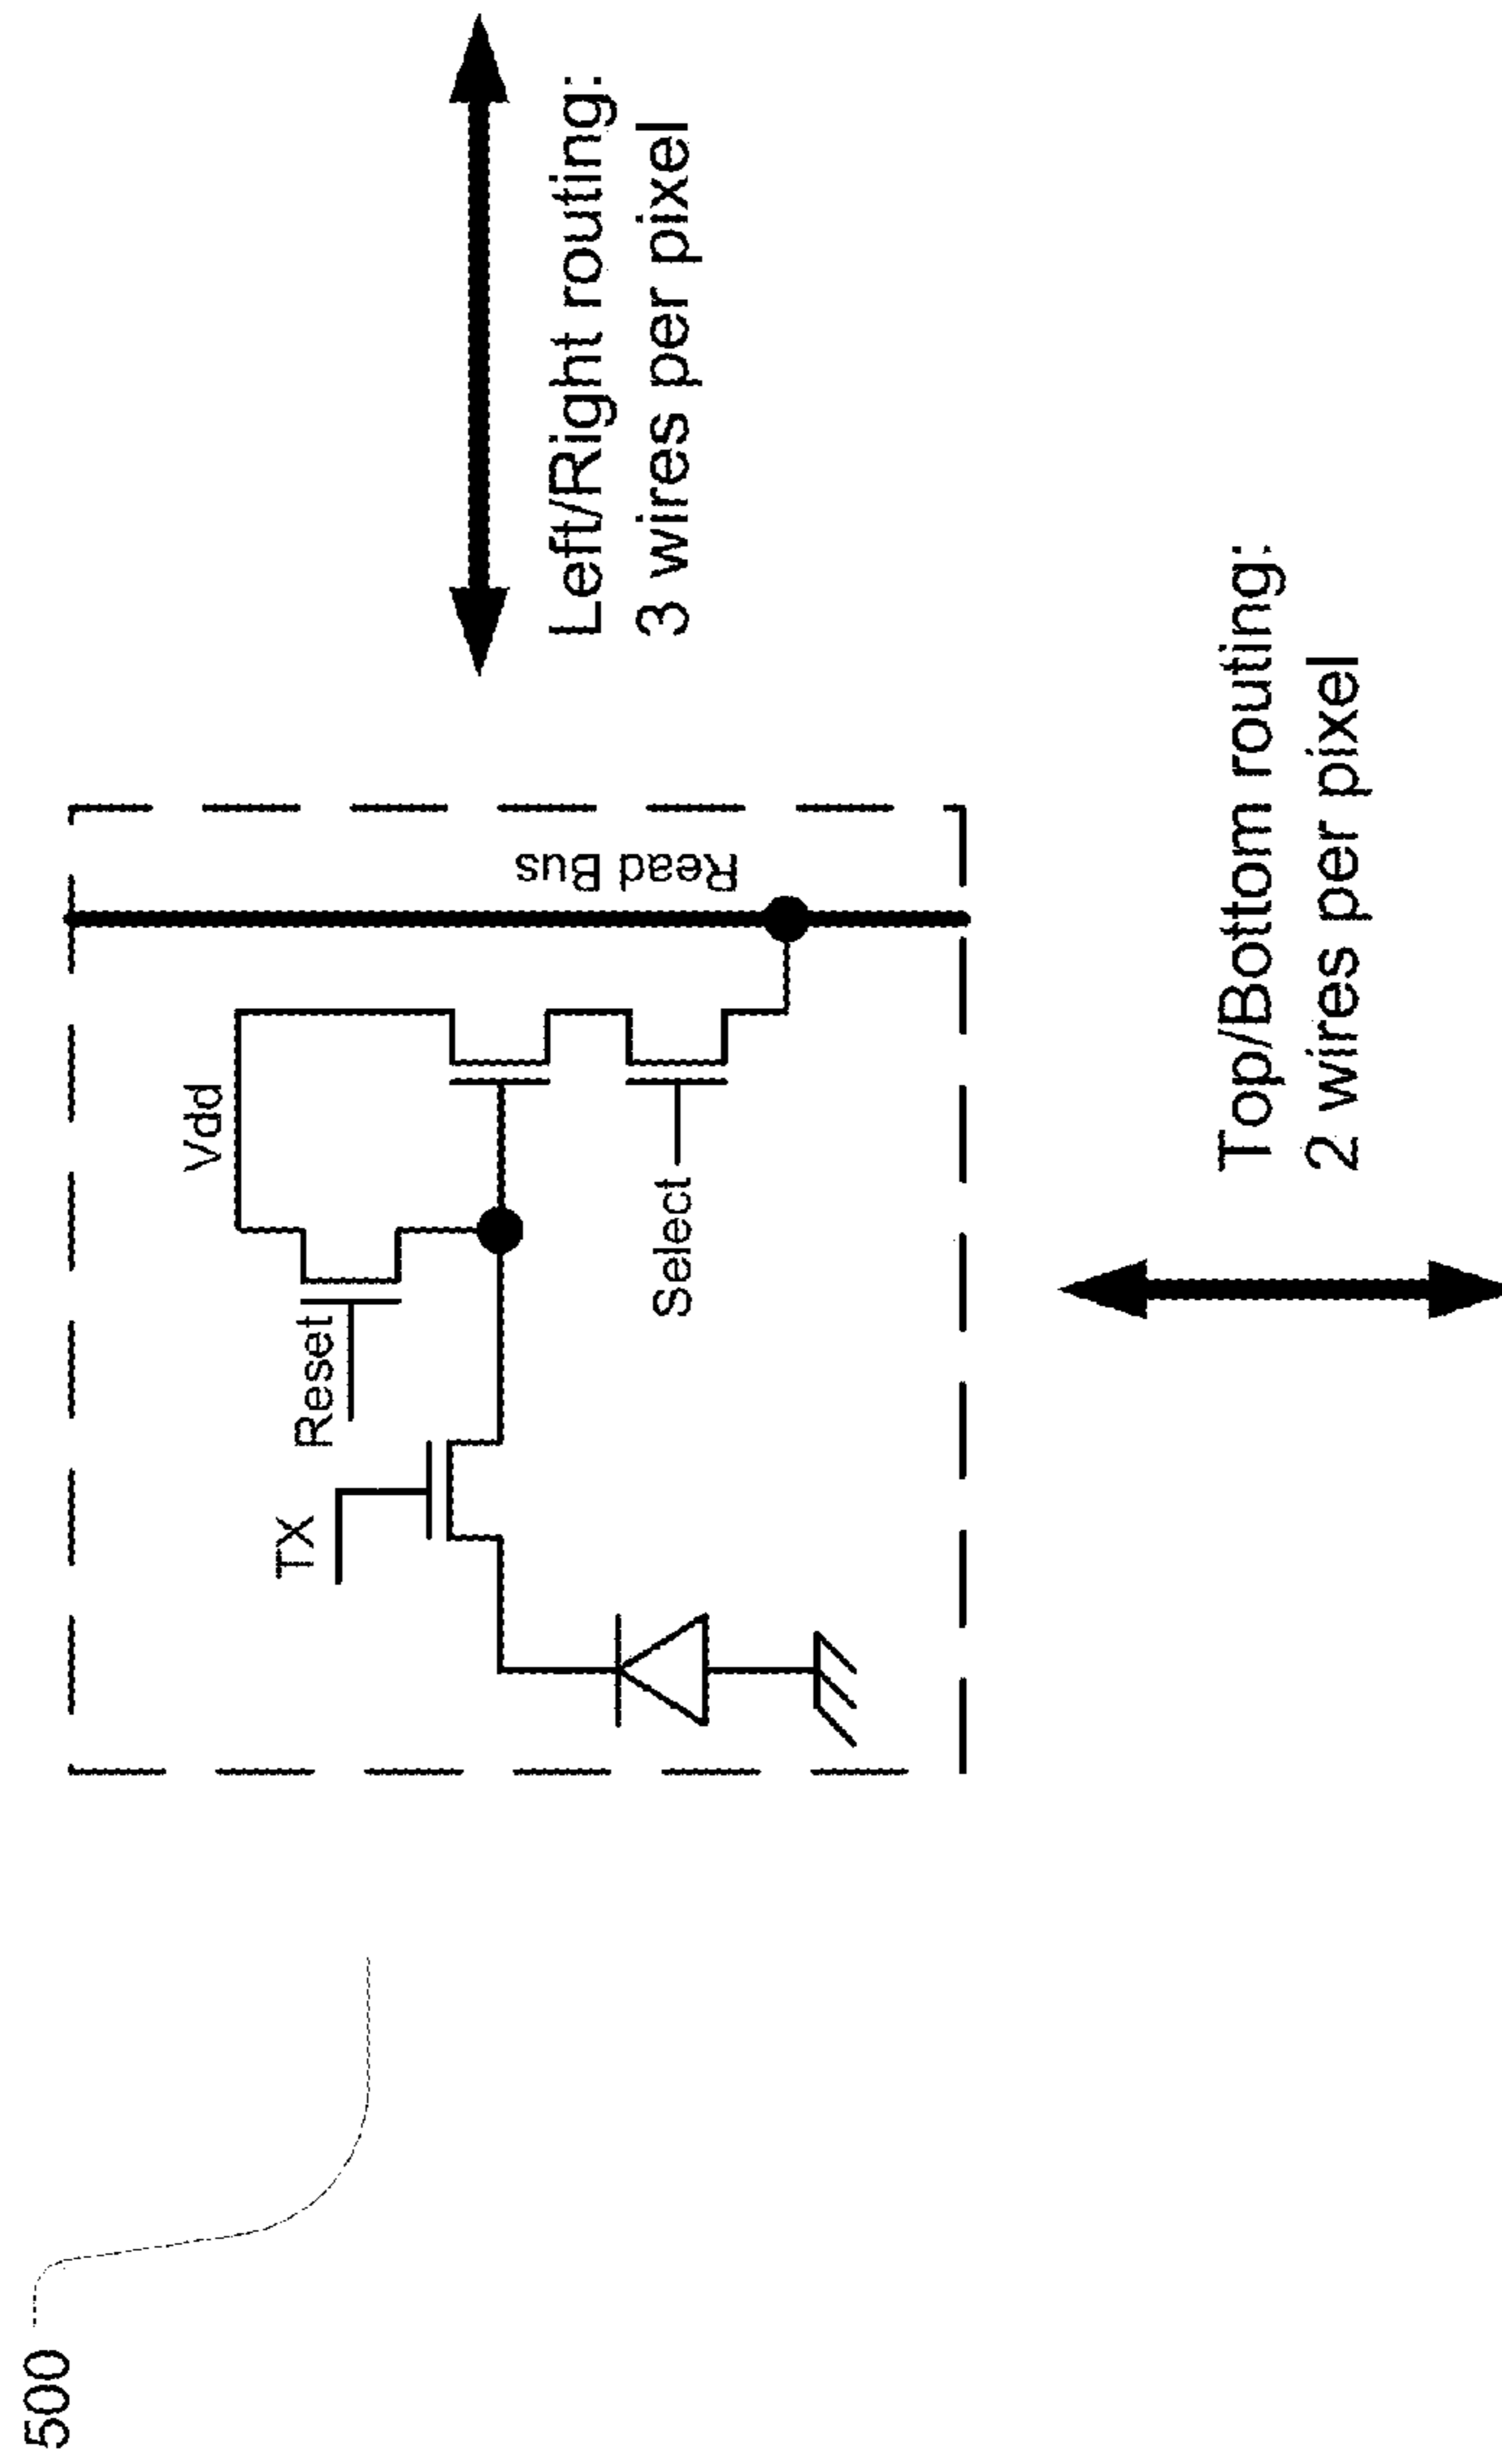 500
TX
Reset
Vdd
Select
Read Bus
Left/Right routing:
3 wires per pixel
Top/Bottom routing:
2 wires per pixel